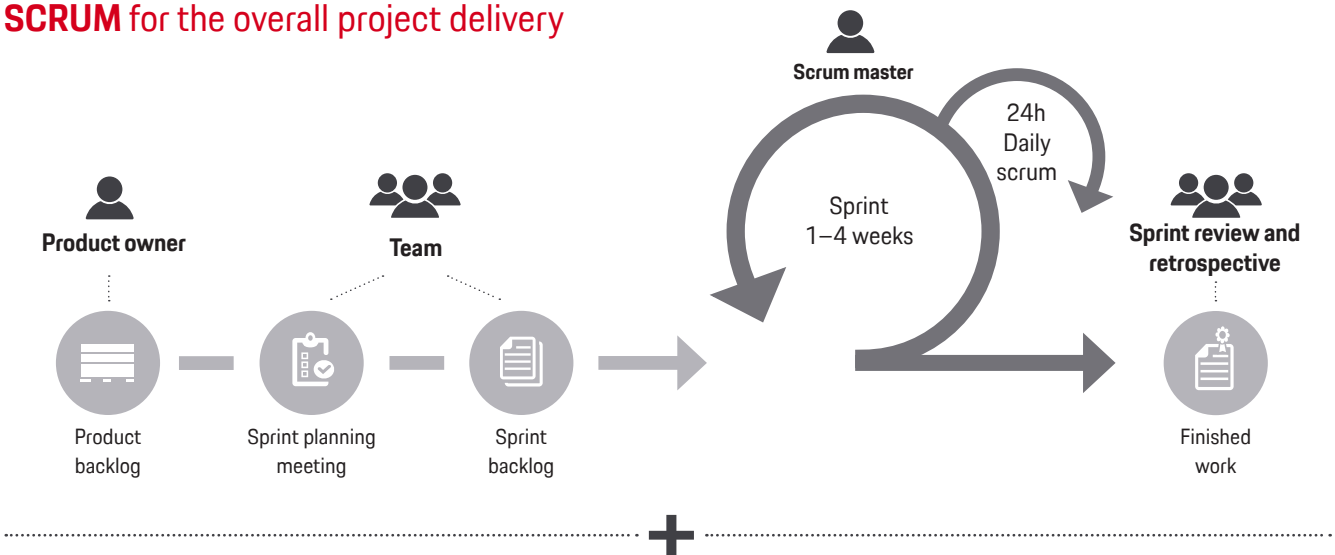 SCRUM for the overall project delivery
Scrum master
24h
Daily
scrum
Sprint
1–4 weeks
Product owner
Team
Sprint review and
retrospective
Product
backlog
Sprint planning
meeting
Sprint
backlog
Finished
work